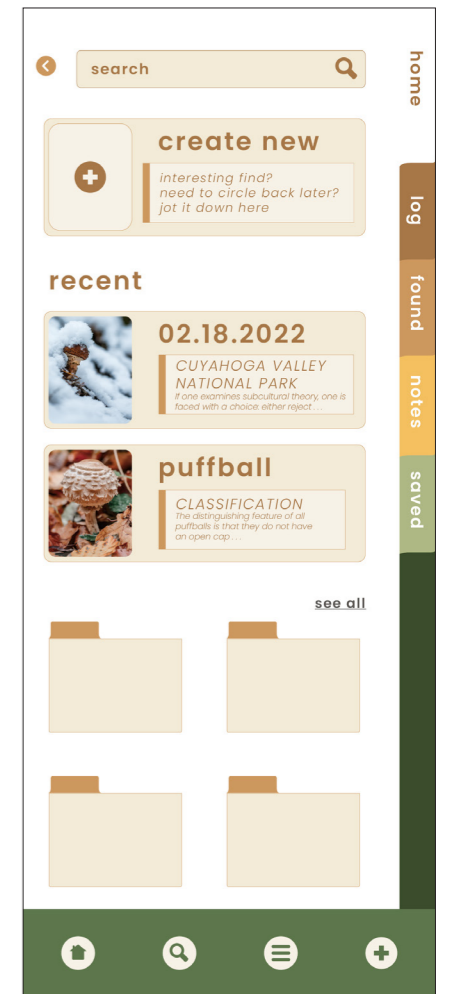 search
home
create new
interesting find?
need to circle back later?
jot it down here
log
recent
found
02.18.2022
CUYAHOGA VALLEY
NATIONAL PARK
If one examines subcultural theory, one is
faced with a choice: either reject . . .
notes
puffball
CLASSIFICATION
The distinguishing feature of all
puffballs is that they do not have
an open cap . . .
saved
see all